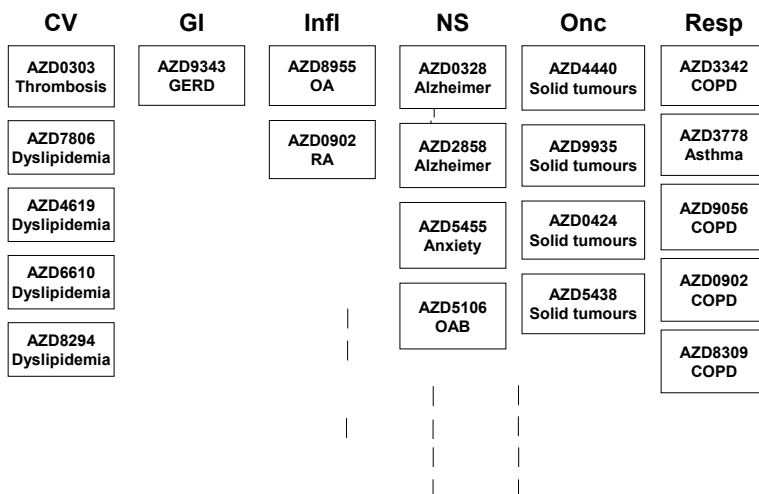 CV
GI
Infl
NS
Onc
Resp
AZD0303
Thrombosis
AZD7806
Dyslipidemia
AZD4619
Dyslipidemia
AZD6610
Dyslipidemia
AZD8294
Dyslipidemia
AZD9343
GERD
AZD8955
OA
AZD0902
RA
AZD0328
Alzheimer
AZD2858
Alzheimer
AZD5455
Anxiety
AZD5106
OAB
AZD4440
Solid tumours
AZD9935
Solid tumours
AZD0424
Solid tumours
AZD5438
Solid tumours
AZD3342
COPD
AZD3778
Asthma
AZD9056
COPD
AZD0902
COPD
AZD8309
COPD